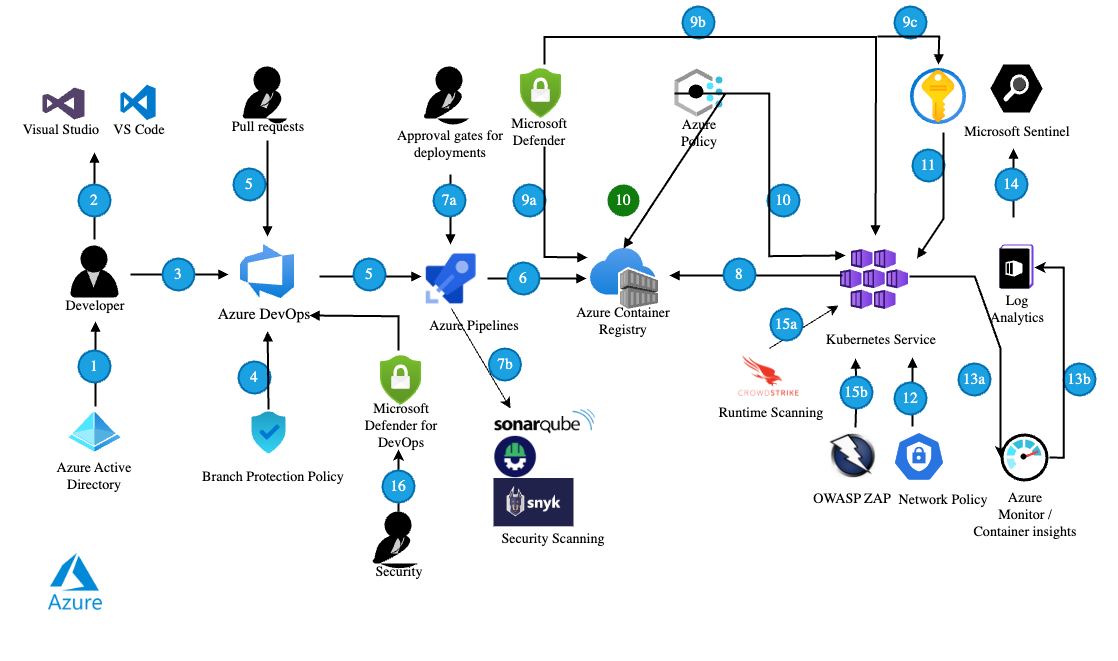 9b
9c
Visual Studio
VS Code
Pull requests
Approval gates for
deployments
Microsoft
Defender
Azure
Policy
Microsoft Sentinel
2
5
7a
9a
10
10
11
14
Developer
3
Azure DevOps
5
Azure Pipelines
6
Azure Container
Registry
8
Kubernetes Service
Log
Analytics
1
4
Microsoft
Defender for
DevOps
7b
15a
CROWDSTRIKE
Runtime Scanning
15b
12
13a
13b
Azure Active
Directory
Branch Protection Policy
16
Security
sonarqube
snyk
Security Scanning
OWASP ZAP
Network Policy
Azure
Monitor /
Container insights
Azure